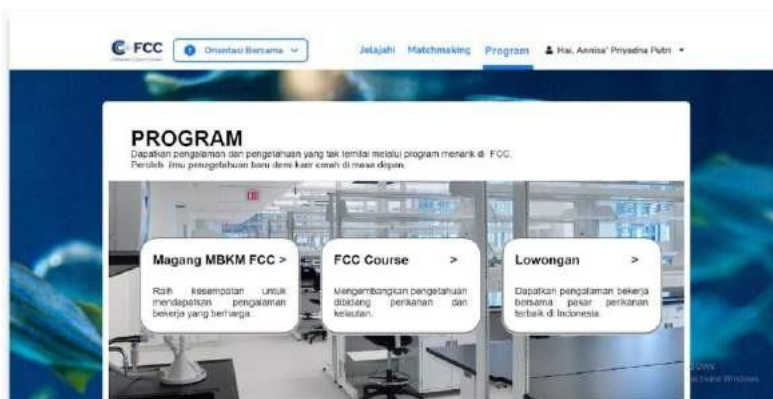 FCC
Orientasi Bersama
Jelajahi
Matchmaking
Program
Hai, Annisa' Priyadna Putri
PROGRAM
Dapatkan pengalaman dan pengetahuan yang tak ternilai melalui program menarik di FCC.
Peroleh ilmu penegetahuan baru demi karir cerah di masa depan.
Magang MBKM FCC >
Raih kesempatan untuk
mendapatkan pengalaman
bekerja yang berharga.
FCC Course >
Mengembangkan pengetahuan
dibidang perikanan dan
kelautan.
Lowongan >
Dapatkan pengalaman bekerja
bersama pakar perikanan
terbaik di Indonesia.
Windows